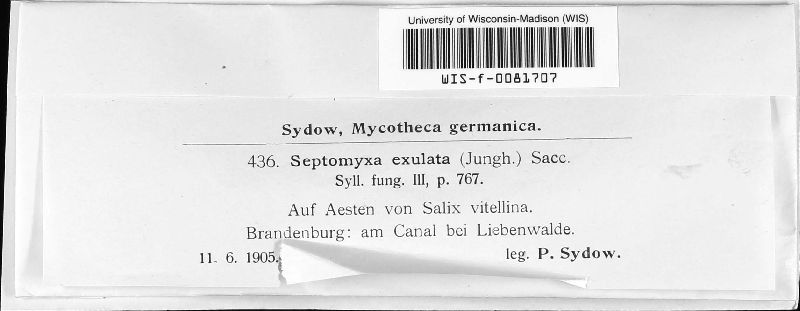 University of Wisconsin-Madison (WIS)
WIS-f-0081707
Sydow, Mycotheca germanica.
436. Septomyxa exulata (Jungh.) Sacc.
Syll. fung. III, p. 767.
Auf Aesten von Salix vitellina.
Brandenburg: am Canal bei Liebenwalde.
11. 6. 1905. leg. P. Sydow.